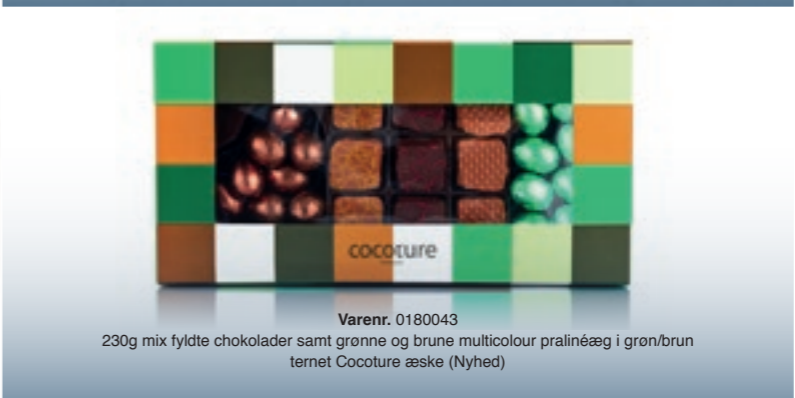 cocoture
Varenr. 0180043
230g mix fyldte chokolader samt grønne og brune multicolour pralinéæg i grøn/brun
ternet Cocoture æske (Nyhed)